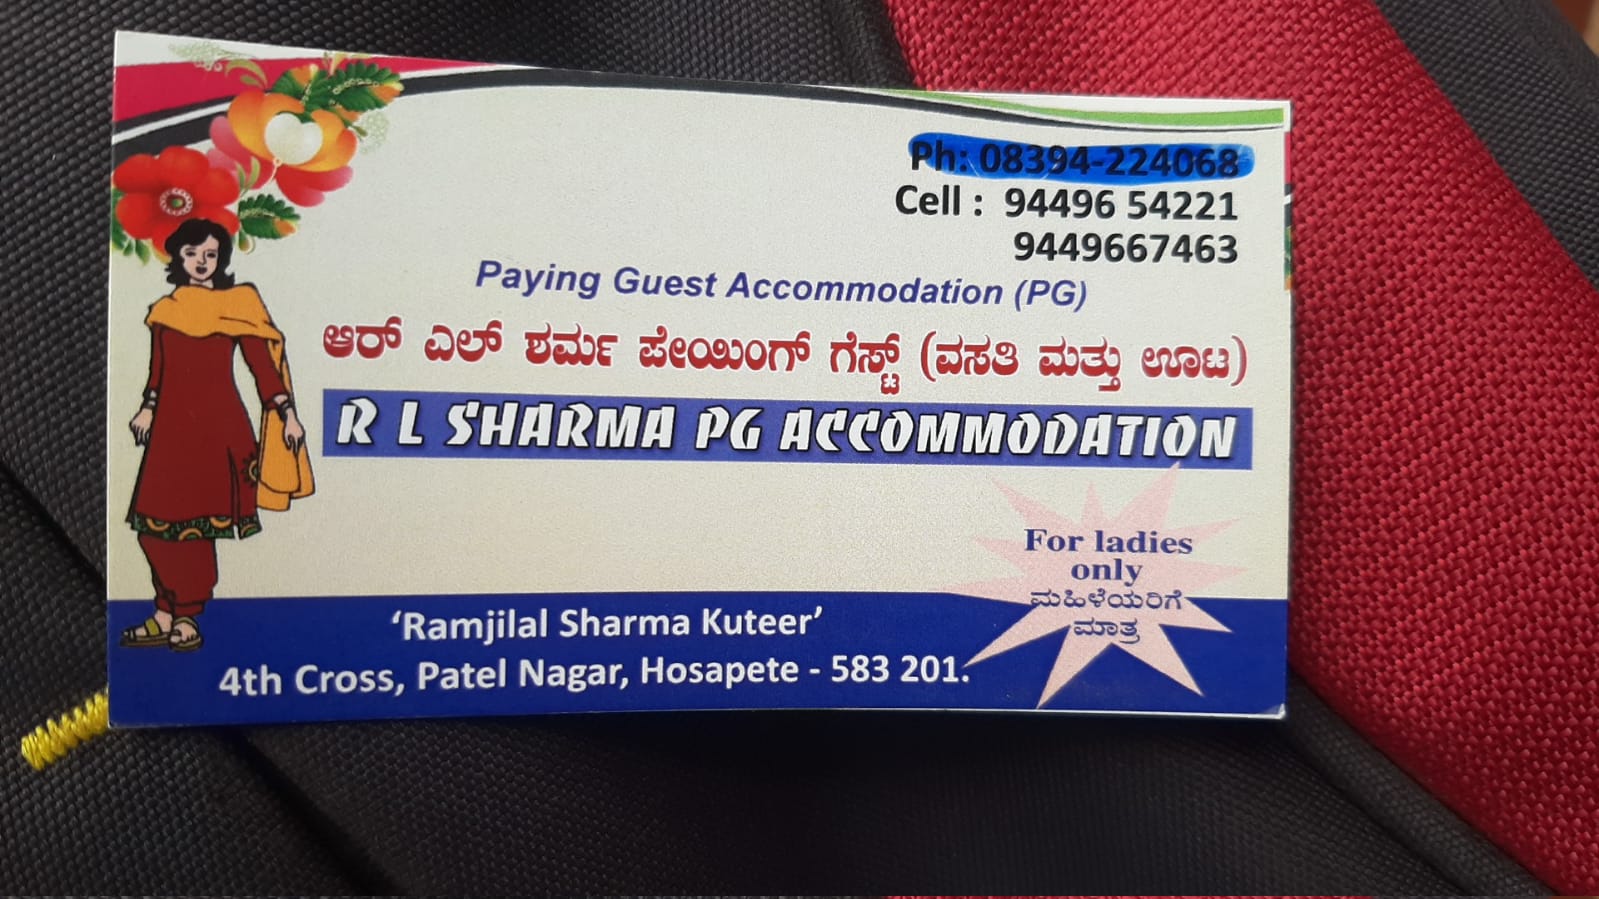 Ph: 08394-224068
Cell : 94496 54221
9449667463
Paying Guest Accommodation (PG)
ಆರ್ ಎಲ್ ಶರ್ಮ ಪೇಯಿಂಗ್ ಗೆಸ್ಟ್ (ವಸತಿ ಮತ್ತು ಊಟ)
R L SHARMA PG ACCOMMODATION
For ladies
only
ಮಹಿಳೆಯರಿಗೆ
ಮಾತ್ರ
‘Ramjilal Sharma Kuteer’
4th Cross, Patel Nagar, Hosapete - 583 201.